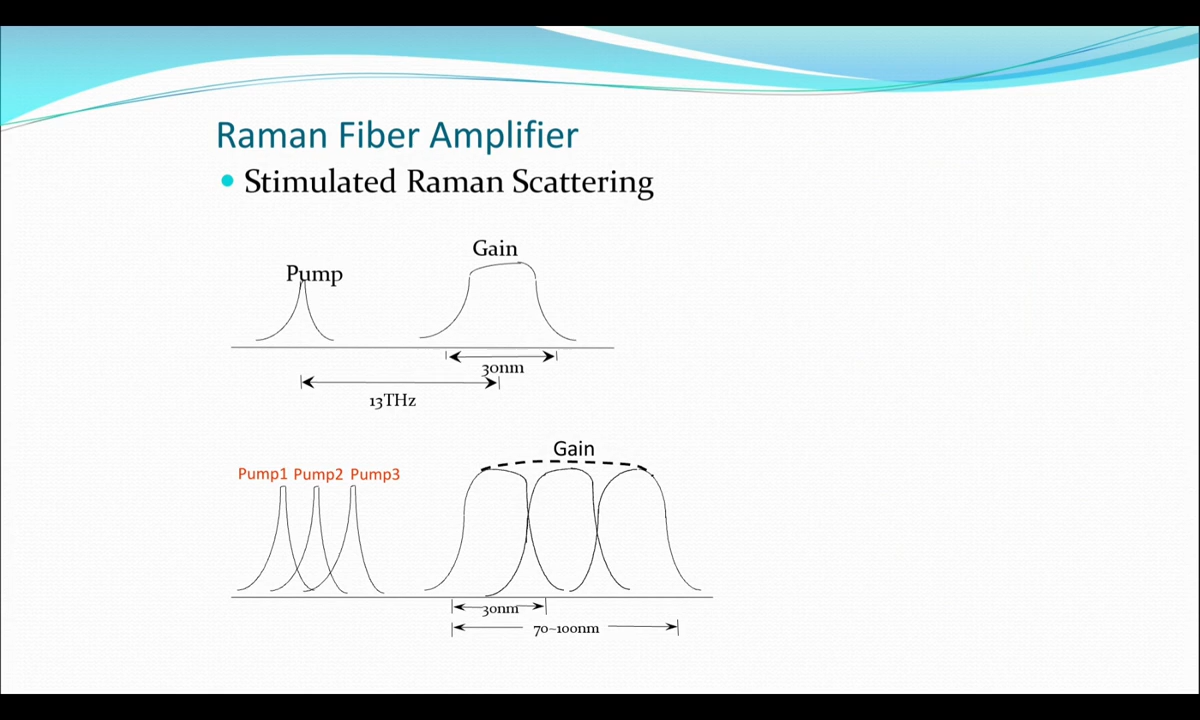 Raman Fiber Amplifier
Stimulated Raman Scattering
Gain
Pump
30nm
13THz
Gain
Pump1 Pump2 Pump3
30nm
70~100nm